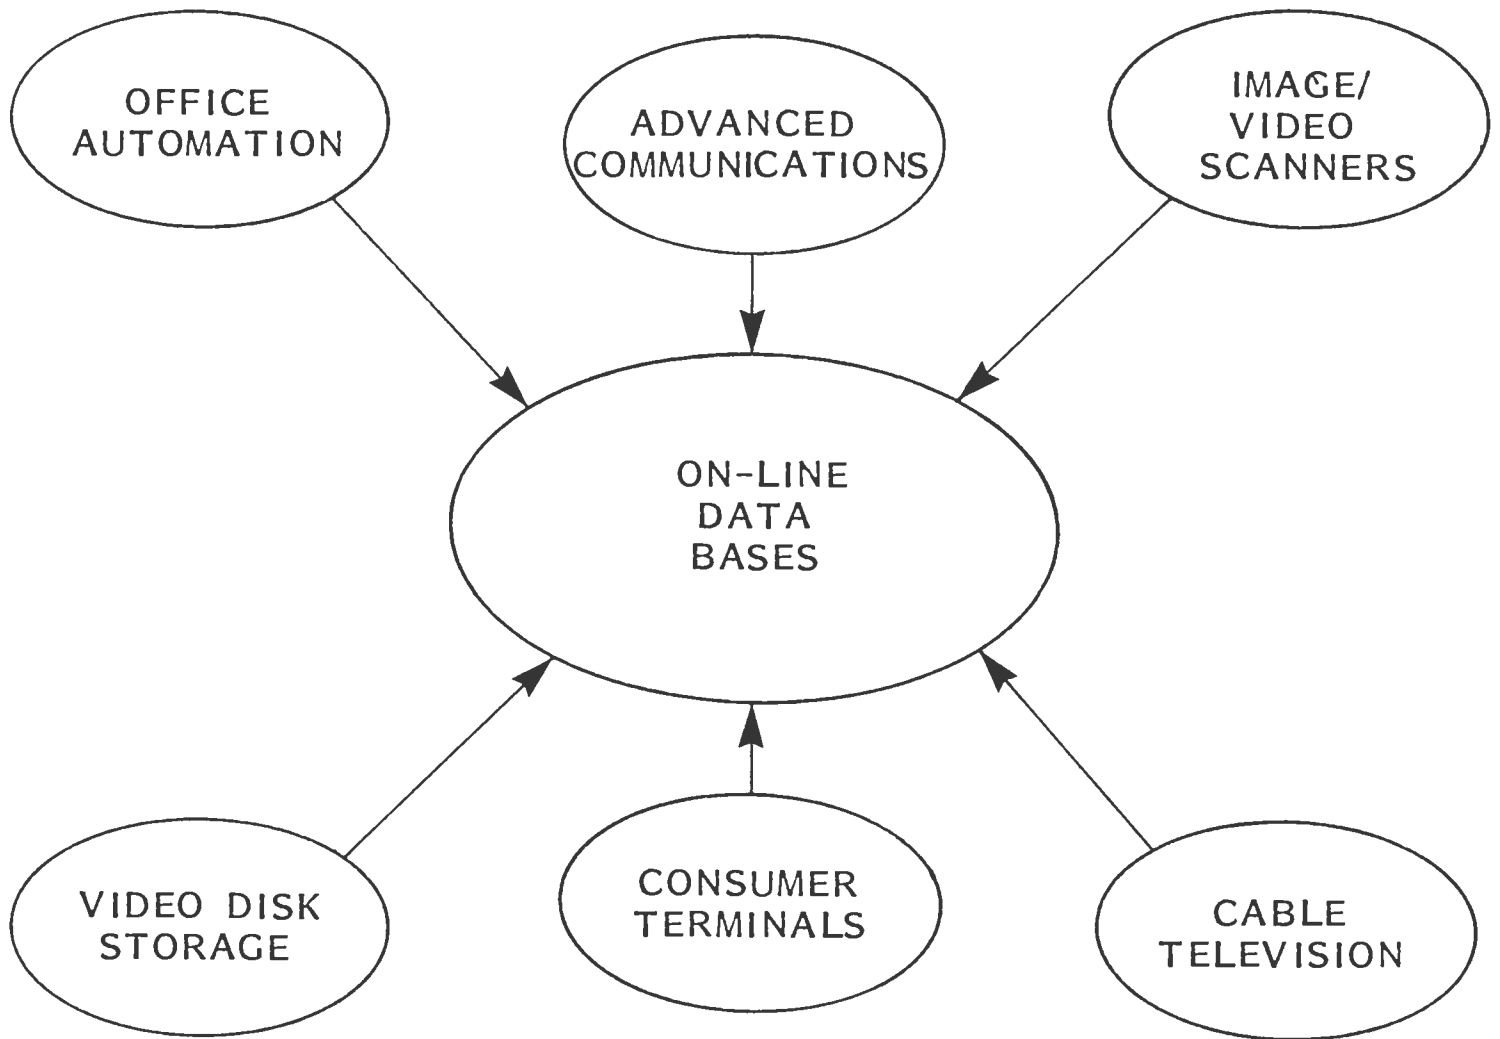 OFFICE
AUTOMATION
ADVANCED
COMMUNICATIONS
IMAGE/
VIDEO
SCANNERS
ON-LINE
DATA
BASES
VIDEO DISK
STORAGE
CONSUMER
TERMINALS
CABLE
TELEVISION